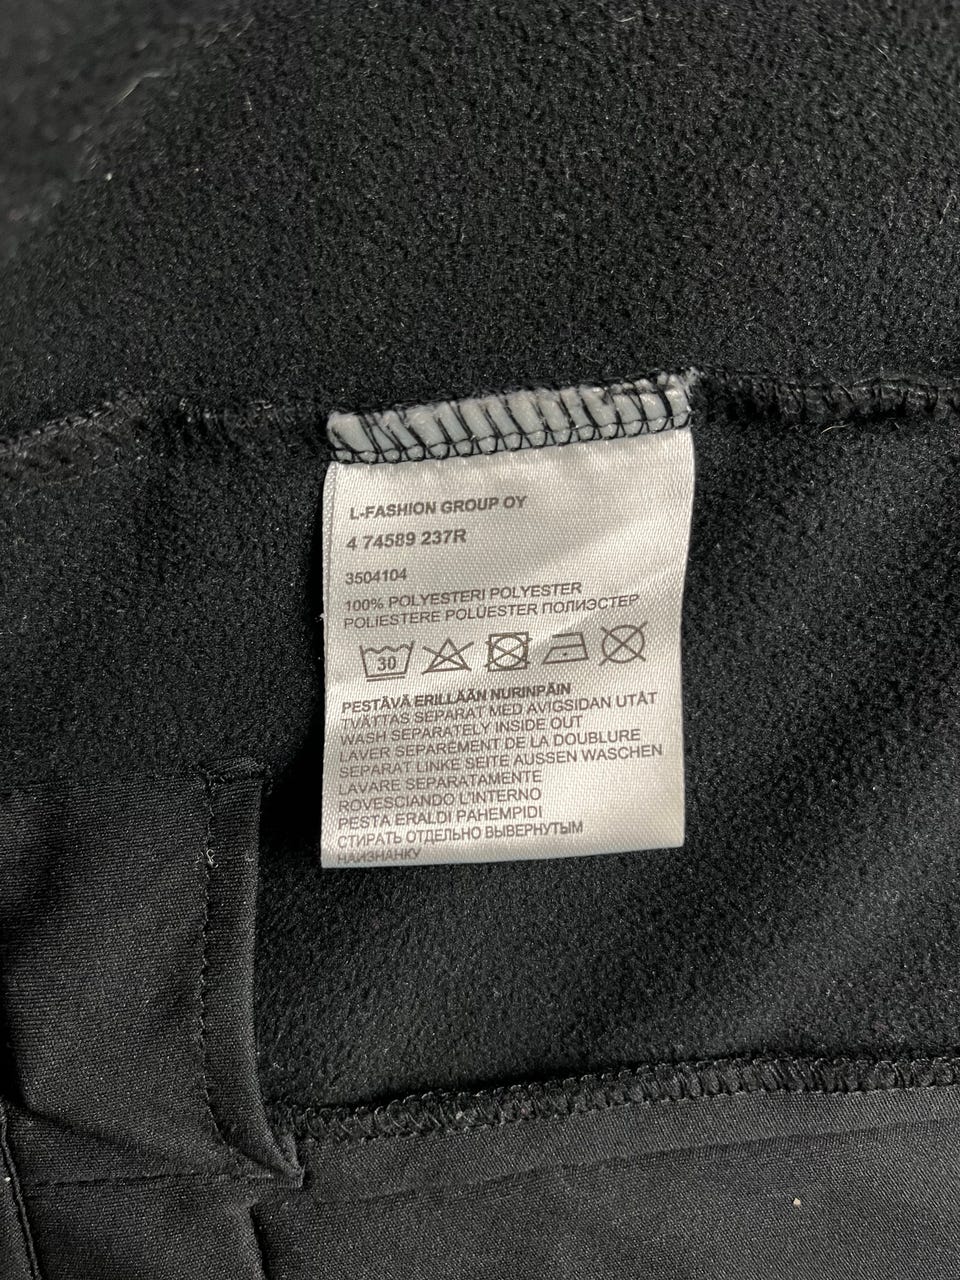 L-FASHION GROUP OY
4 74589 237R
3504104
100% POLYESTERI POLYESTER
POLIESTERE POLÜESTER ПОЛИЭСТЕР
30
PESTÄVÄ ERILLÄÄN NURINPÄIN
TVÄTTAS SEPARAT MED AVIGSIDAN UTÅT
WASH SEPARATELY INSIDE OUT
LAVER SEPAREMENT DE LA DOUBLURE
SEPARAT LINKE SEITE AUSSEN WASCHEN
LAVARE SEPARATAMENTE
ROVESCIANDO L'INTERNO
PESTA ERALDI PAHEMPIDI
СТИРАТЬ ОТДЕЛЬНО ВЫВЕРНУТЫМ
НАИЗНАНКУ